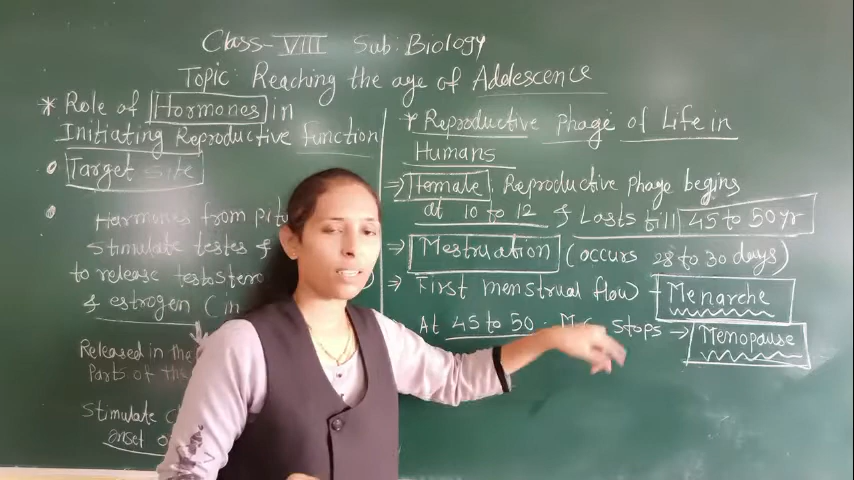 Class- VIII Sub: Biology
Topic: Reaching the age of Adolescence
* Role of Hormones in
Initiating Reproductive function
• Target site
• Harmones from
Stimulate testes &
to release
& estrogen C in
Released in the
Parts of the
Stimulate
onset
* Reproductive phage of Life in
Humans
⇒ Female, Reproductive phage begins
at 10 to 12 & Lasts till 45 to 50 yr
⇒ Mestruation (occurs 28 to 30 days)
⇒ First menstrual flow - Menarche
At 45 to 50 stops → Menopause